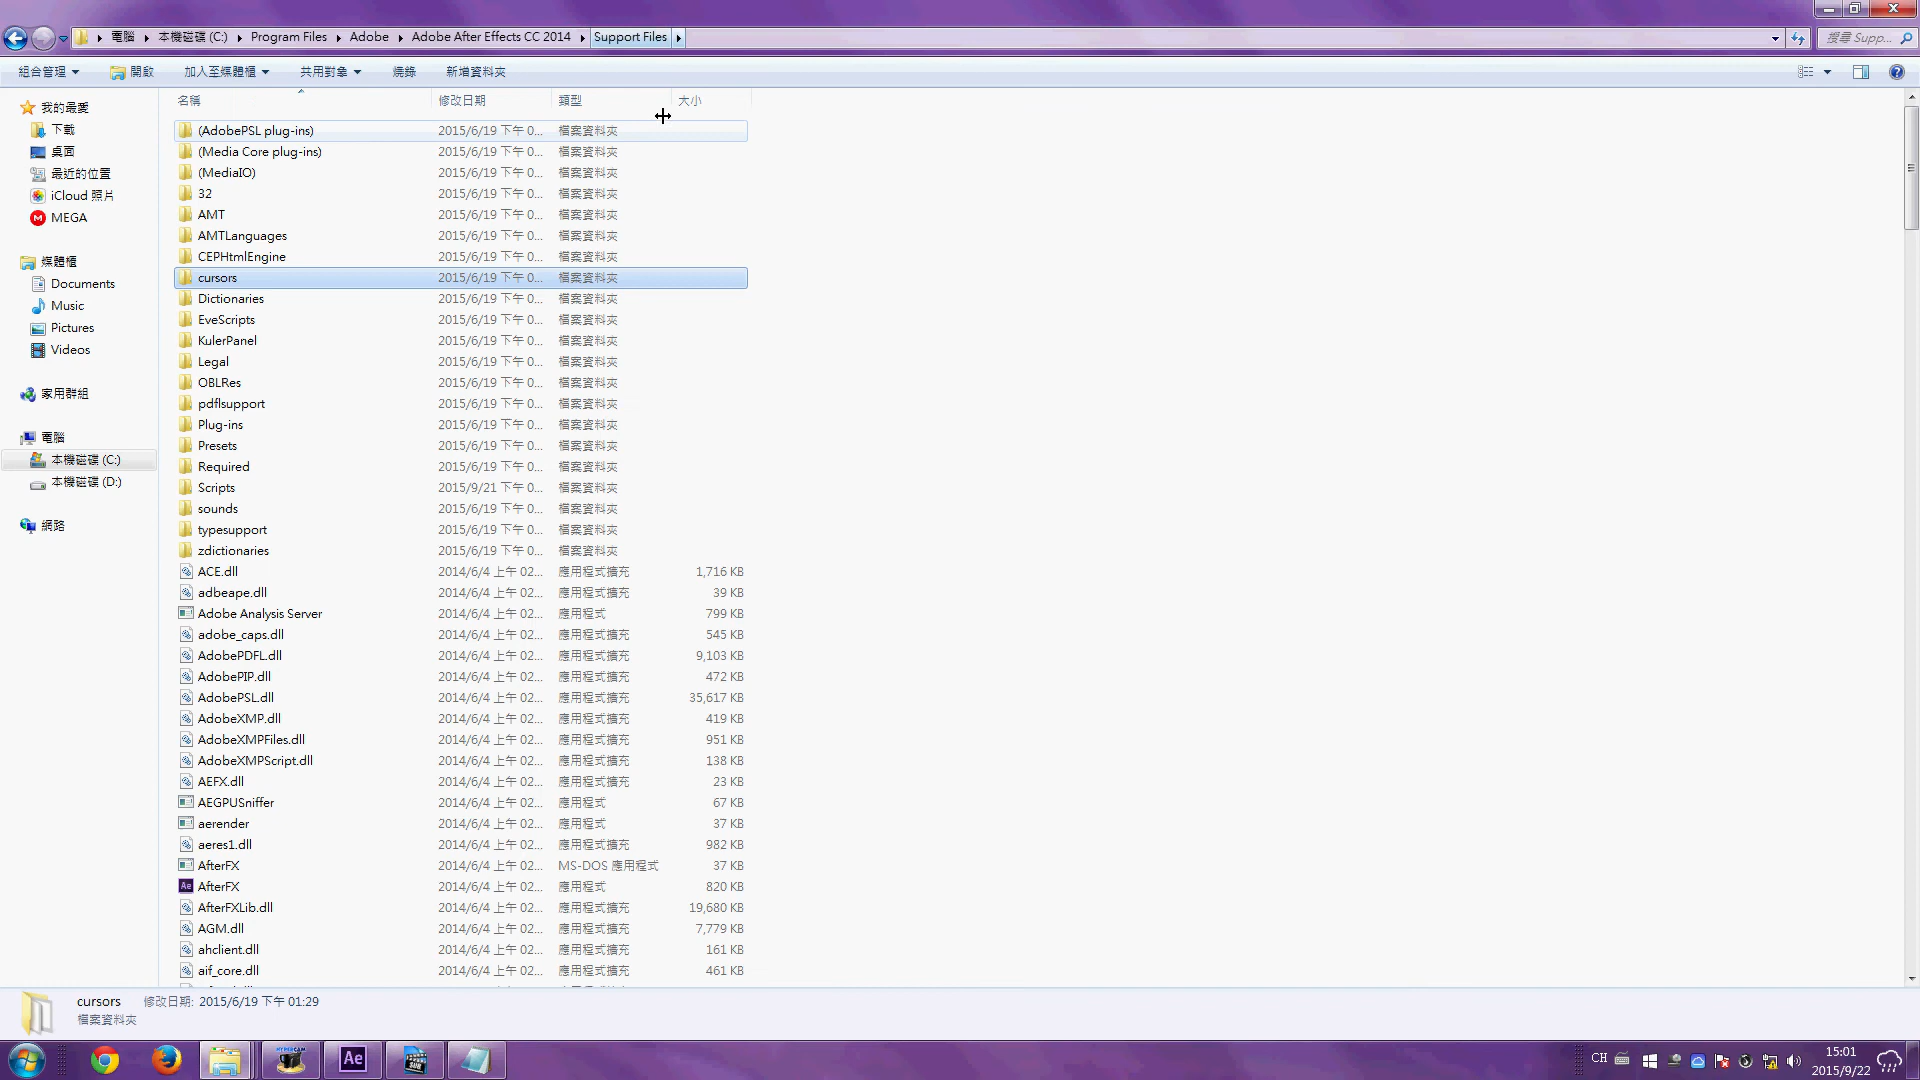 電腦 本機磁碟 (C:) Program Files Adobe Adobe After Effects CC 2014 Support Files 搜尋 Supp...
組合管理 開啟 加入至媒體櫃 共用對象 燒錄 新增資料夾
我的最愛
下載
桌面
最近的位置
iCloud 照片
MEGA
媒體櫃
Documents
Music
Pictures
Videos
家用群組
電腦
本機磁碟 (C:)
本機磁碟 (D:)
網路
名稱 修改日期 類型 大小
(AdobePSL plug-ins) 2015/6/19 下午 0... 檔案資料夾
(Media Core plug-ins) 2015/6/19 下午 0... 檔案資料夾
(MediaIO) 2015/6/19 下午 0... 檔案資料夾
32 2015/6/19 下午 0... 檔案資料夾
AMT 2015/6/19 下午 0... 檔案資料夾
AMTLanguages 2015/6/19 下午 0... 檔案資料夾
CEPHtmlEngine 2015/6/19 下午 0... 檔案資料夾
cursors 2015/6/19 下午 0... 檔案資料夾
Dictionaries 2015/6/19 下午 0... 檔案資料夾
EveScripts 2015/6/19 下午 0... 檔案資料夾
KulerPanel 2015/6/19 下午 0... 檔案資料夾
Legal 2015/6/19 下午 0... 檔案資料夾
OBLRes 2015/6/19 下午 0... 檔案資料夾
pdflsupport 2015/6/19 下午 0... 檔案資料夾
Plug-ins 2015/6/19 下午 0... 檔案資料夾
Presets 2015/6/19 下午 0... 檔案資料夾
Required 2015/6/19 下午 0... 檔案資料夾
Scripts 2015/9/21 下午 0... 檔案資料夾
sounds 2015/6/19 下午 0... 檔案資料夾
typesupport 2015/6/19 下午 0... 檔案資料夾
zdictionaries 2015/6/19 下午 0... 檔案資料夾
ACE.dll 2014/6/4 上午 02... 應用程式擴充 1,716 KB
adbeape.dll 2014/6/4 上午 02... 應用程式擴充 39 KB
Adobe Analysis Server 2014/6/4 上午 02... 應用程式 799 KB
adobe_caps.dll 2014/6/4 上午 02... 應用程式擴充 545 KB
AdobePDFL.dll 2014/6/4 上午 02... 應用程式擴充 9,103 KB
AdobePIP.dll 2014/6/4 上午 02... 應用程式擴充 472 KB
AdobePSL.dll 2014/6/4 上午 02... 應用程式擴充 35,617 KB
AdobeXMP.dll 2014/6/4 上午 02... 應用程式擴充 419 KB
AdobeXMPFiles.dll 2014/6/4 上午 02... 應用程式擴充 951 KB
AdobeXMPScript.dll 2014/6/4 上午 02... 應用程式擴充 138 KB
AEFX.dll 2014/6/4 上午 02... 應用程式擴充 23 KB
AEGPUSniffer 2014/6/4 上午 02... 應用程式 67 KB
aerender 2014/6/4 上午 02... 應用程式 37 KB
aeres1.dll 2014/6/4 上午 02... 應用程式擴充 982 KB
AfterFX 2014/6/4 上午 02... MS-DOS 應用程式 37 KB
Ae AfterFX 2014/6/4 上午 02... 應用程式 820 KB
AfterFXLib.dll 2014/6/4 上午 02... 應用程式擴充 19,680 KB
AGM.dll 2014/6/4 上午 02... 應用程式擴充 7,779 KB
ahclient.dll 2014/6/4 上午 02... 應用程式擴充 161 KB
aif_core.dll 2014/6/4 上午 02... 應用程式擴充 461 KB
cursors 修改日期: 2015/6/19 下午 01:29
檔案資料夾
HYPERCAM Ae CH 15:01
2015/9/22